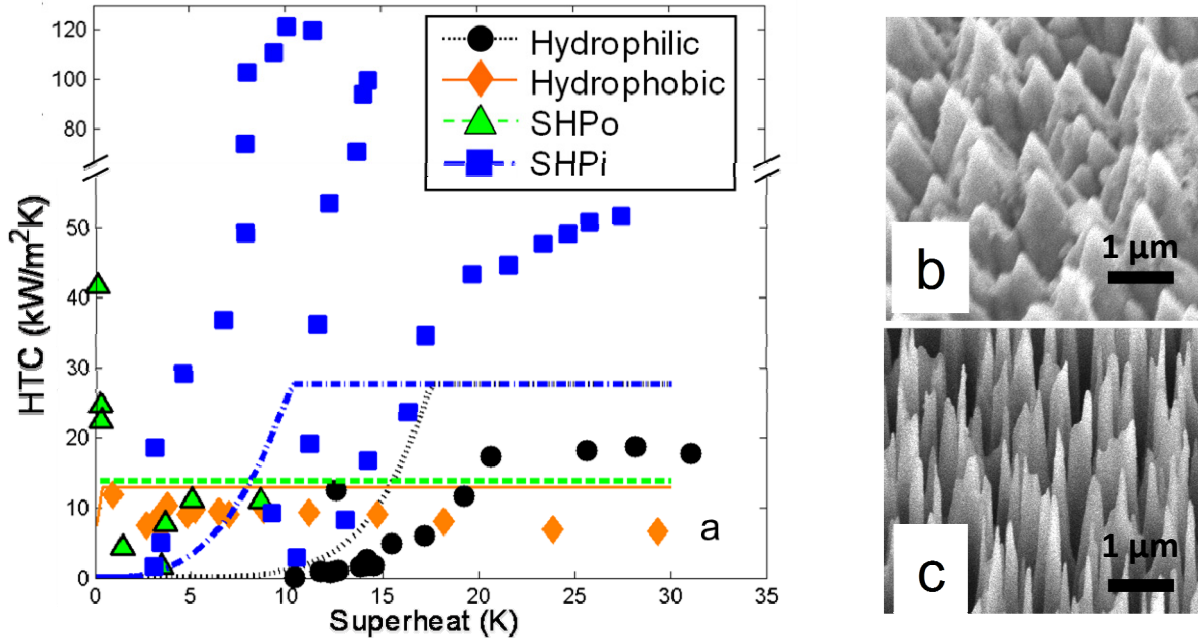 120
100
80
60
50
40
30
20
10
0
HTC (kW/m²K)
0 5 10 15 20 25 30 35
Superheat (K)
Hydrophilic
Hydrophobic
SHPo
SHPi
a
1 µm
b
1 µm
c